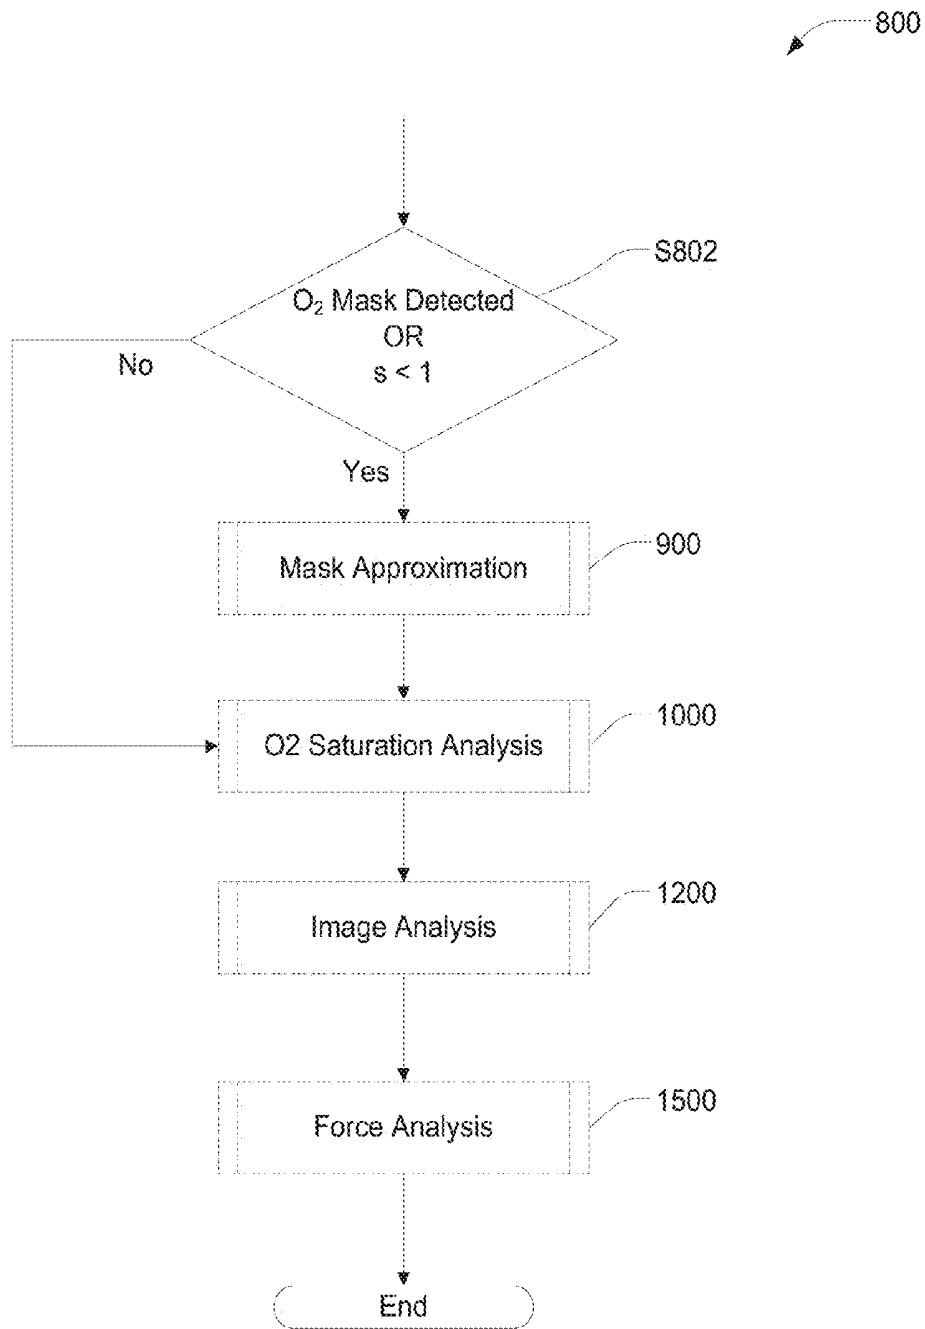 800
S802
O₂ Mask Detected
OR
s < 1
No
Yes
900
Mask Approximation
1000
O2 Saturation Analysis
1200
Image Analysis
1500
Force Analysis
End